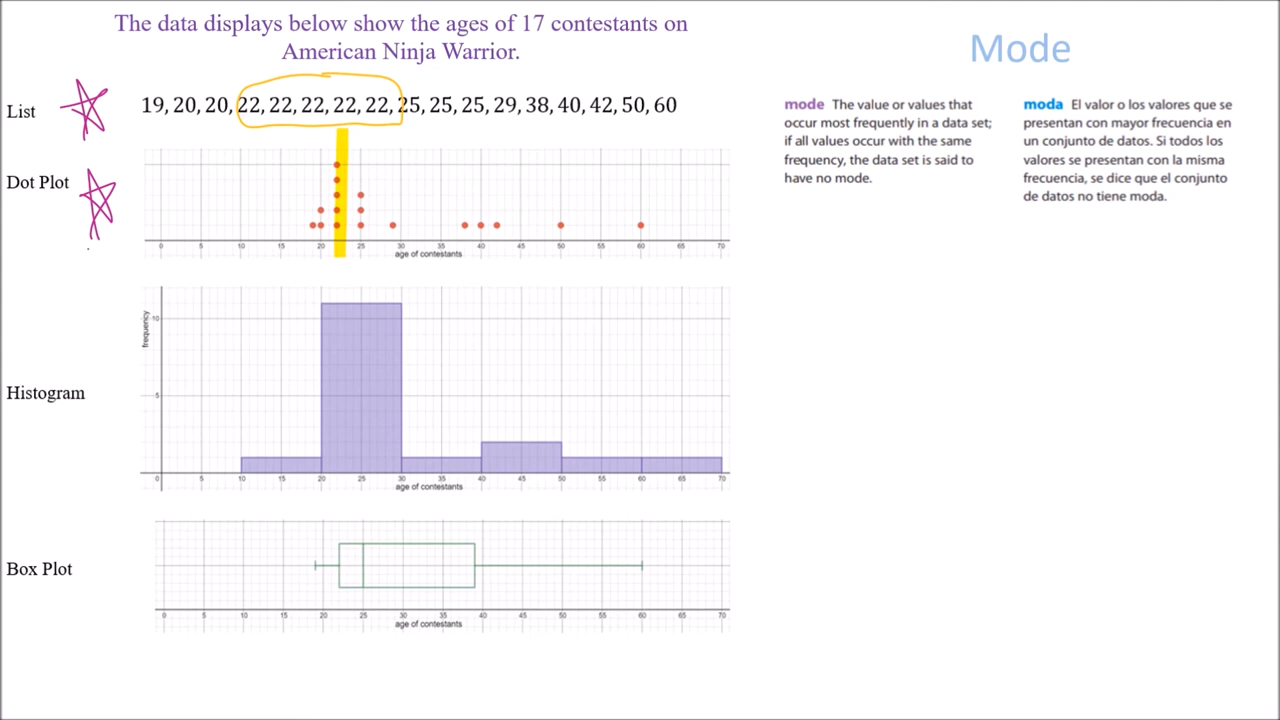 The data displays below show the ages of 17 contestants on
American Ninja Warrior.
Mode
List
19, 20, 20, 22, 22, 22, 22, 22, 25, 25, 25, 29, 38, 40, 42, 50, 60
mode The value or values that
occur most frequently in a data set;
if all values occur with the same
frequency, the data set is said to
have no mode.
moda El valor o los valores que se
presentan con mayor frecuencia en
un conjunto de datos. Si todos los
valores se presentan con la misma
frecuencia, se dice que el conjunto
de datos no tiene moda.
Dot Plot
0 5 10 15 20 25 30 35 40 45 50 55 60 65 70
age of contestants
Histogram
frequency
10
5
0 5 10 15 20 25 30 35 40 45 50 55 60 65 70
age of contestants
Box Plot
0 5 10 15 20 25 30 35 40 45 50 55 60 65 70
age of contestants